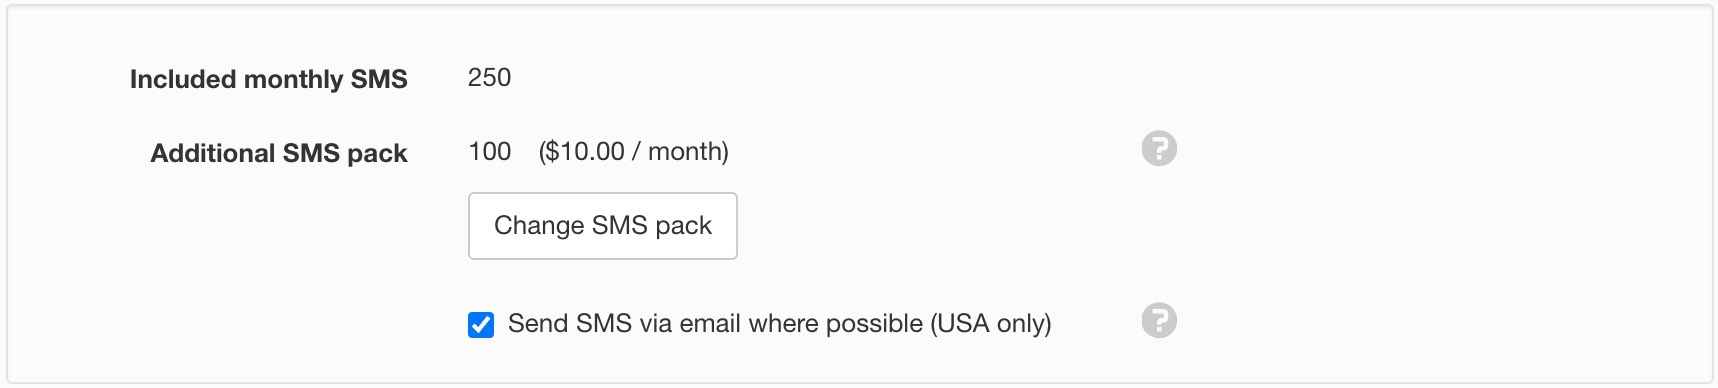 Included monthly SMS 250
Additional SMS pack 100 ($10.00 / month) ?
Change SMS pack
Send SMS via email where possible (USA only) ?